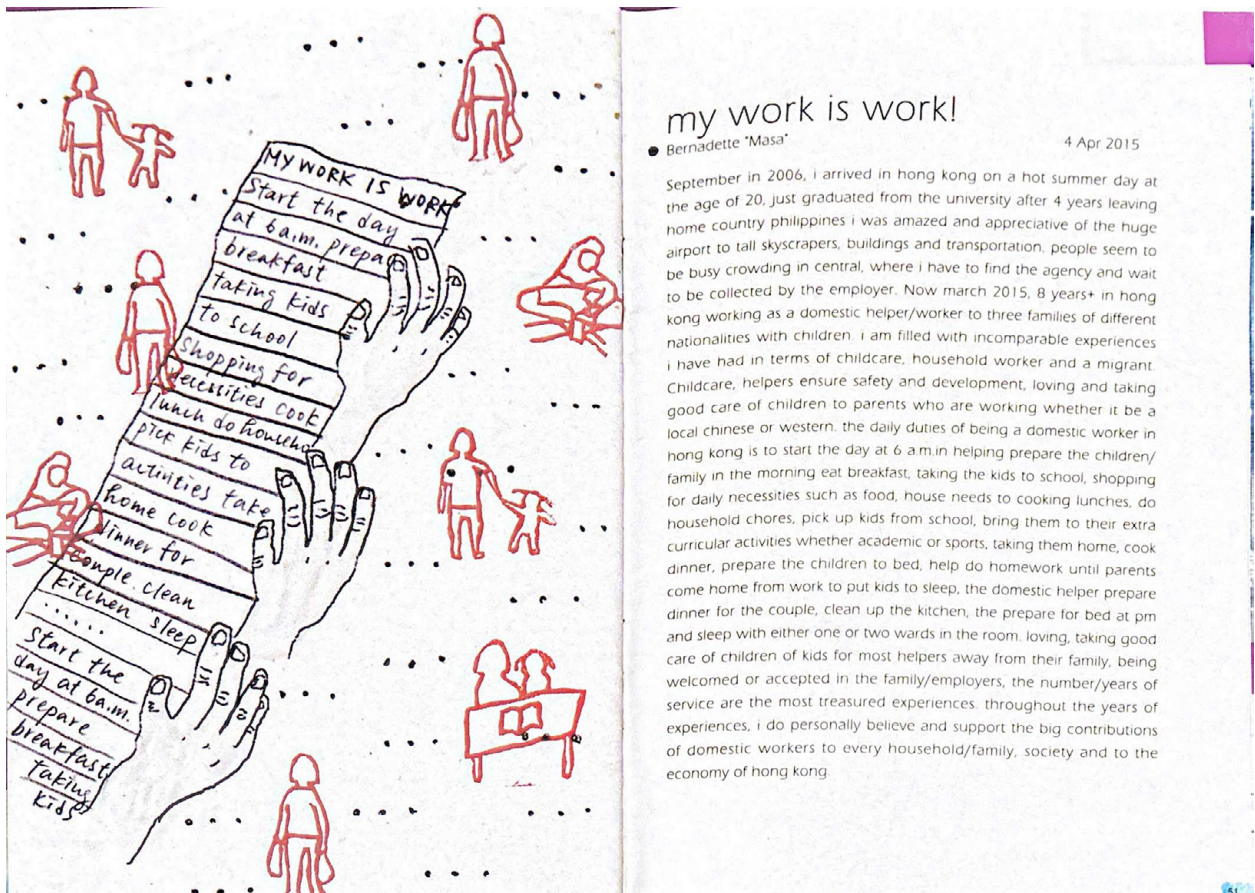 MY WORK IS WORK
Start the day
at 6a.m. prepa
breakfast
taking kids
to school
Shopping for
necessities cook
lunch do househo
pick kids to
activities take
home cook
dinner for
couple clean
kitchen sleep
......
Start the
day at 6a.m.
prepare
breakfast
taking
kids
my work is work!
Bernadette "Masa"
4 Apr 2015
September in 2006, i arrived in hong kong on a hot summer day at
the age of 20, just graduated from the university after 4 years leaving
home country philippines i was amazed and appreciative of the huge
airport to tall skyscrapers, buildings and transportation, people seem to
be busy crowding in central, where i have to find the agency and wait
to be collected by the employer. Now march 2015, 8 years+ in hong
kong working as a domestic helper/worker to three families of different
nationalities with children. i am filled with incomparable experiences
i have had in terms of childcare, household worker and a migrant.
Childcare, helpers ensure safety and development, loving and taking
good care of children to parents who are working whether it be a
local chinese or western. the daily duties of being a domestic worker in
hong kong is to start the day at 6 a.m.in helping prepare the children/
family in the morning eat breakfast, taking the kids to school, shopping
for daily necessities such as food, house needs to cooking lunches, do
household chores, pick up kids from school, bring them to their extra
curricular activities whether academic or sports, taking them home, cook
dinner, prepare the children to bed, help do homework until parents
come home from work to put kids to sleep, the domestic helper prepare
dinner for the couple, clean up the kitchen, the prepare for bed at pm
and sleep with either one or two wards in the room. loving, taking good
care of children of kids for most helpers away from their family, being
welcomed or accepted in the family/employers, the number/years of
service are the most treasured experiences. throughout the years of
experiences, i do personally believe and support the big contributions
of domestic workers to every household/family, society and to the
economy of hong kong.
51